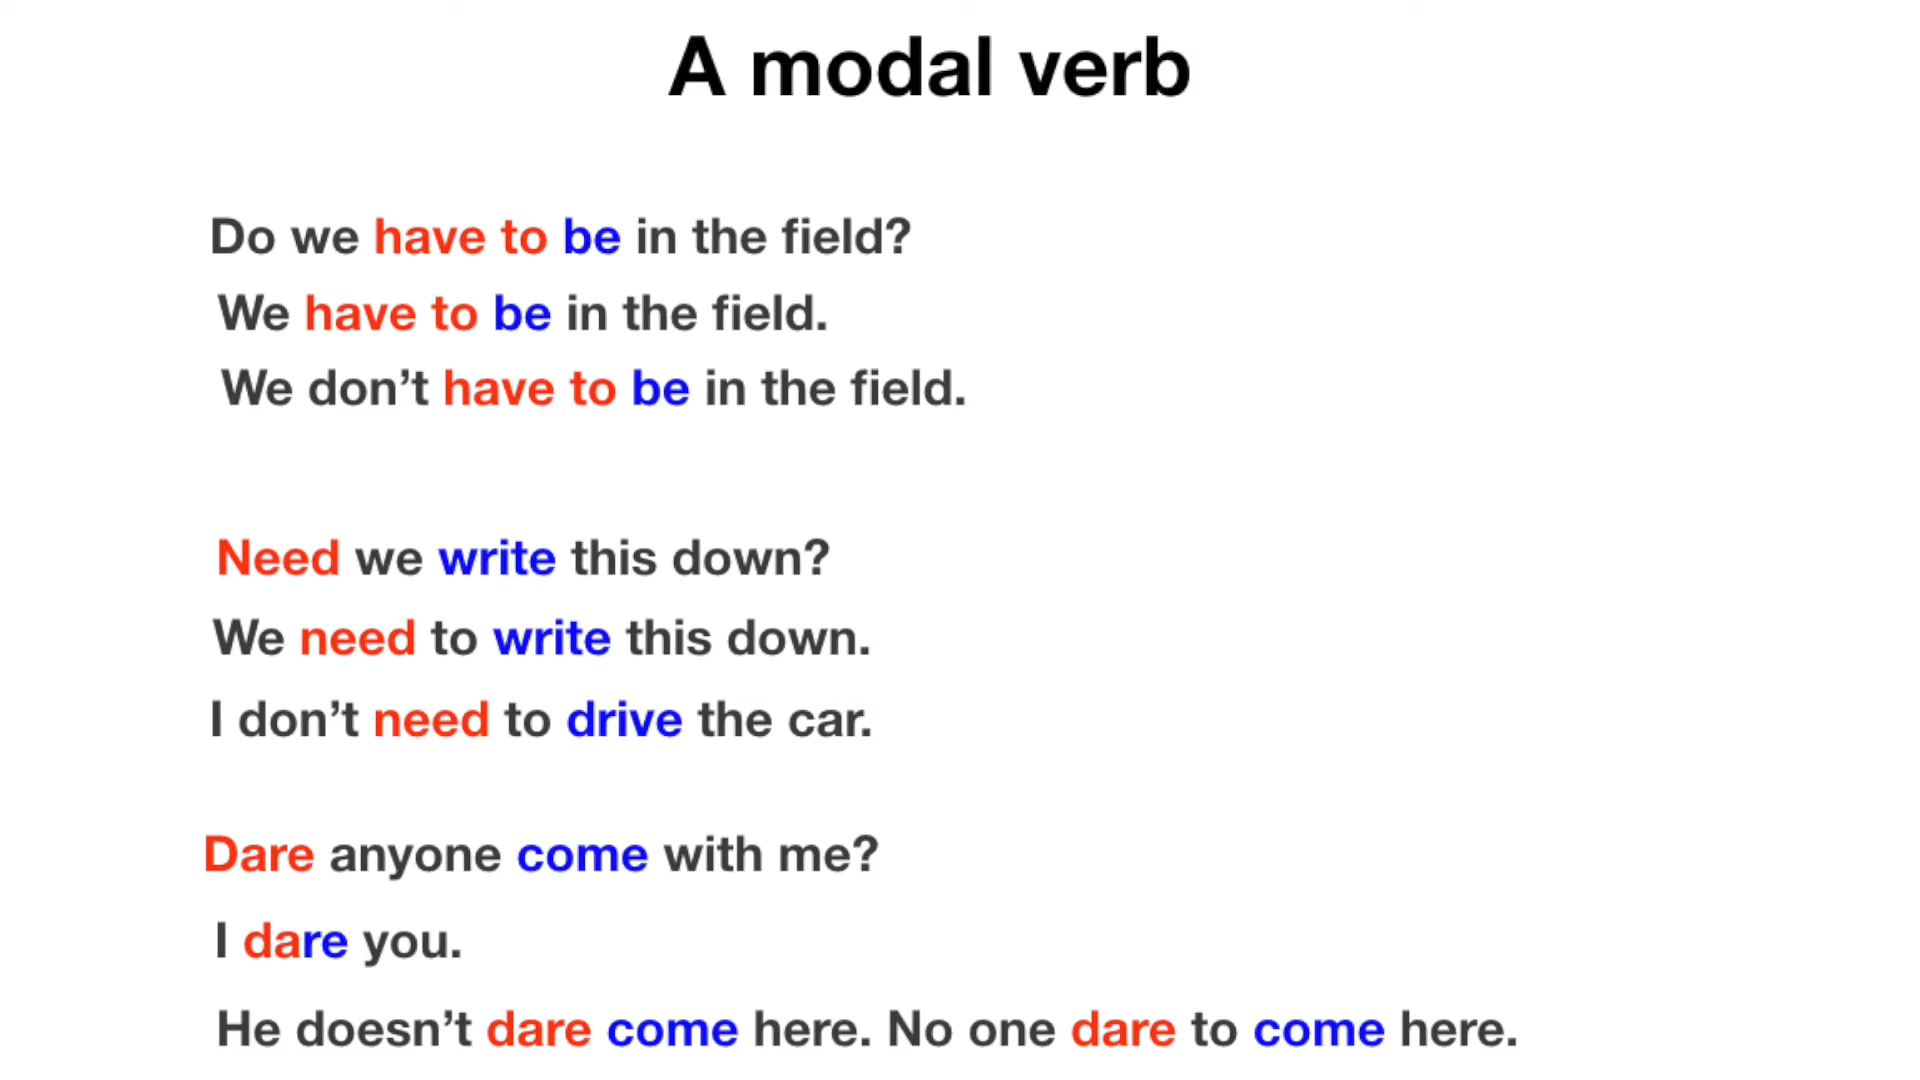 A modal verb
Do we have to be in the field?
We have to be in the field.
We don’t have to be in the field.
Need we write this down?
We need to write this down.
I don’t need to drive the car.
Dare anyone come with me?
I dare you.
He doesn’t dare come here. No one dare to come here.